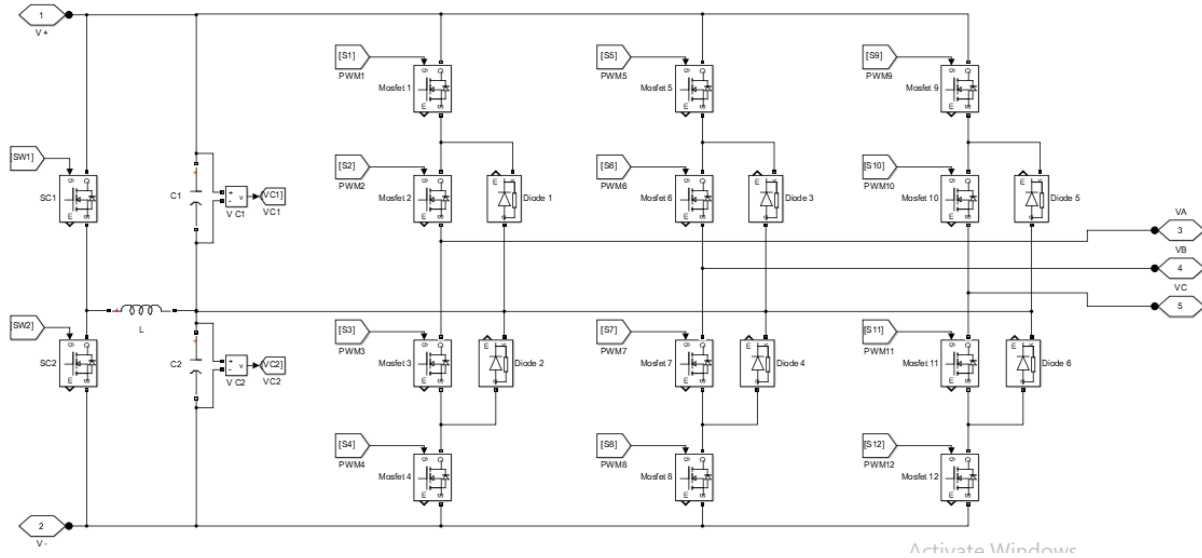 1
V+
[S1]
PWM1
Mosfet 1
[S5]
PWM5
Mosfet 5
[S9]
PWM9
Mosfet 9
[SW1]
SC1
C1
+
-
v
V C1
[VC1]
VC1
[S2]
PWM2
Mosfet 2
Diode 1
[S6]
PWM6
Mosfet 6
Diode 3
[S10]
PWM10
Mosfet 10
Diode 5
VA
3
VB
4
VC
5
L
[SW2]
SC2
C2
+
-
v
V C2
[VC2]
VC2
[S3]
PWM3
Mosfet 3
Diode 2
[S7]
PWM7
Mosfet 7
Diode 4
[S11]
PWM11
Mosfet 11
Diode 6
[S4]
PWM4
Mosfet 4
[S8]
PWM8
Mosfet 8
[S12]
PWM12
Mosfet 12
2
V-
Activate Windows